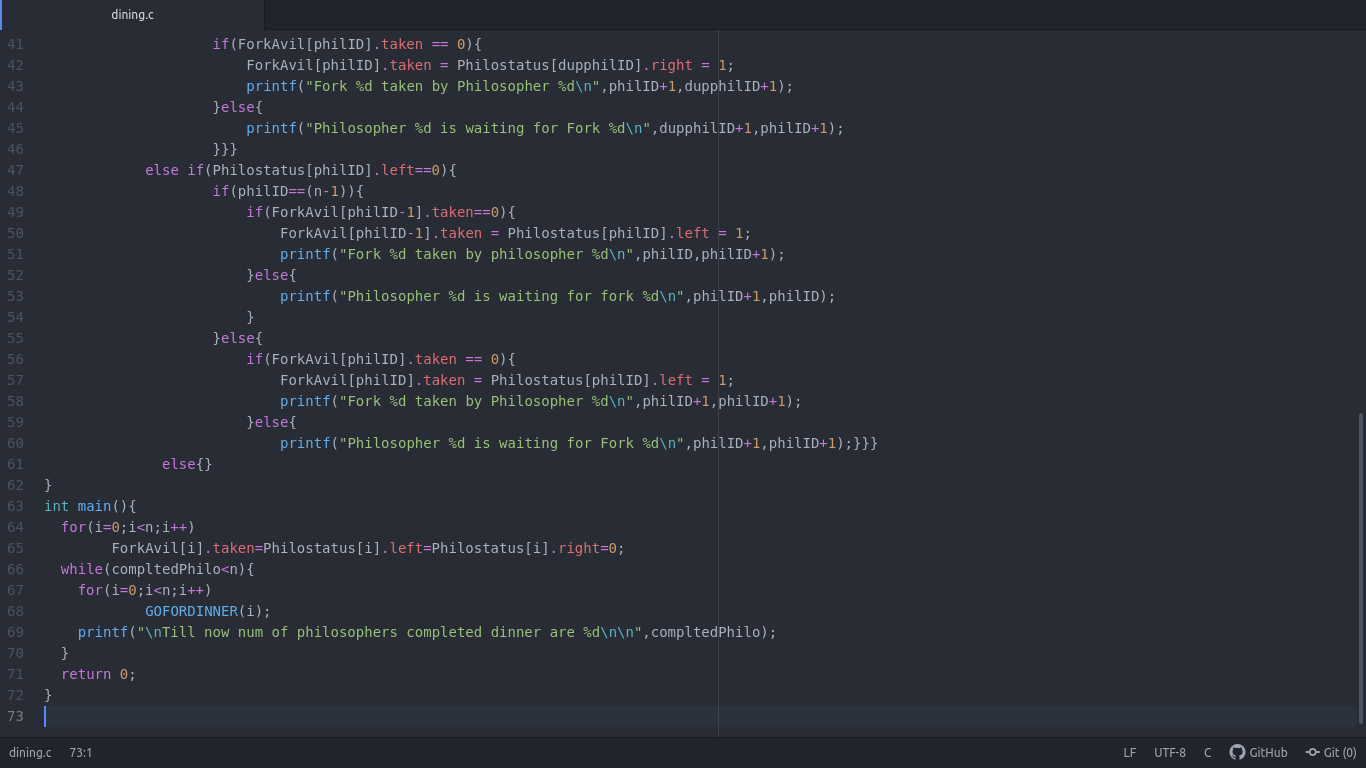 dining.c
41 if(ForkAvil[philID].taken == 0){
42 ForkAvil[philID].taken = Philostatus[dupphilID].right = 1;
43 printf("Fork %d taken by Philosopher %d\n",philID+1,dupphilID+1);
44 }else{
45 printf("Philosopher %d is waiting for Fork %d\n",dupphilID+1,philID+1);
46 }}}
47 else if(Philostatus[philID].left==0){
48 if(philID==(n-1)){
49 if(ForkAvil[philID-1].taken==0){
50 ForkAvil[philID-1].taken = Philostatus[philID].left = 1;
51 printf("Fork %d taken by philosopher %d\n",philID,philID+1);
52 }else{
53 printf("Philosopher %d is waiting for fork %d\n",philID+1,philID);
54 }
55 }else{
56 if(ForkAvil[philID].taken == 0){
57 ForkAvil[philID].taken = Philostatus[philID].left = 1;
58 printf("Fork %d taken by Philosopher %d\n",philID+1,philID+1);
59 }else{
60 printf("Philosopher %d is waiting for Fork %d\n",philID+1,philID+1);}}}
61 else{}
62 }
63 int main(){
64 for(i=0;i<n;i++)
65 ForkAvil[i].taken=Philostatus[i].left=Philostatus[i].right=0;
66 while(compltedPhilo<n){
67 for(i=0;i<n;i++)
68 GOFORDINNER(i);
69 printf("\nTill now num of philosophers completed dinner are %d\n\n",compltedPhilo);
70 }
71 return 0;
72 }
73
dining.c 73:1 LF UTF-8 C GitHub Git (0)